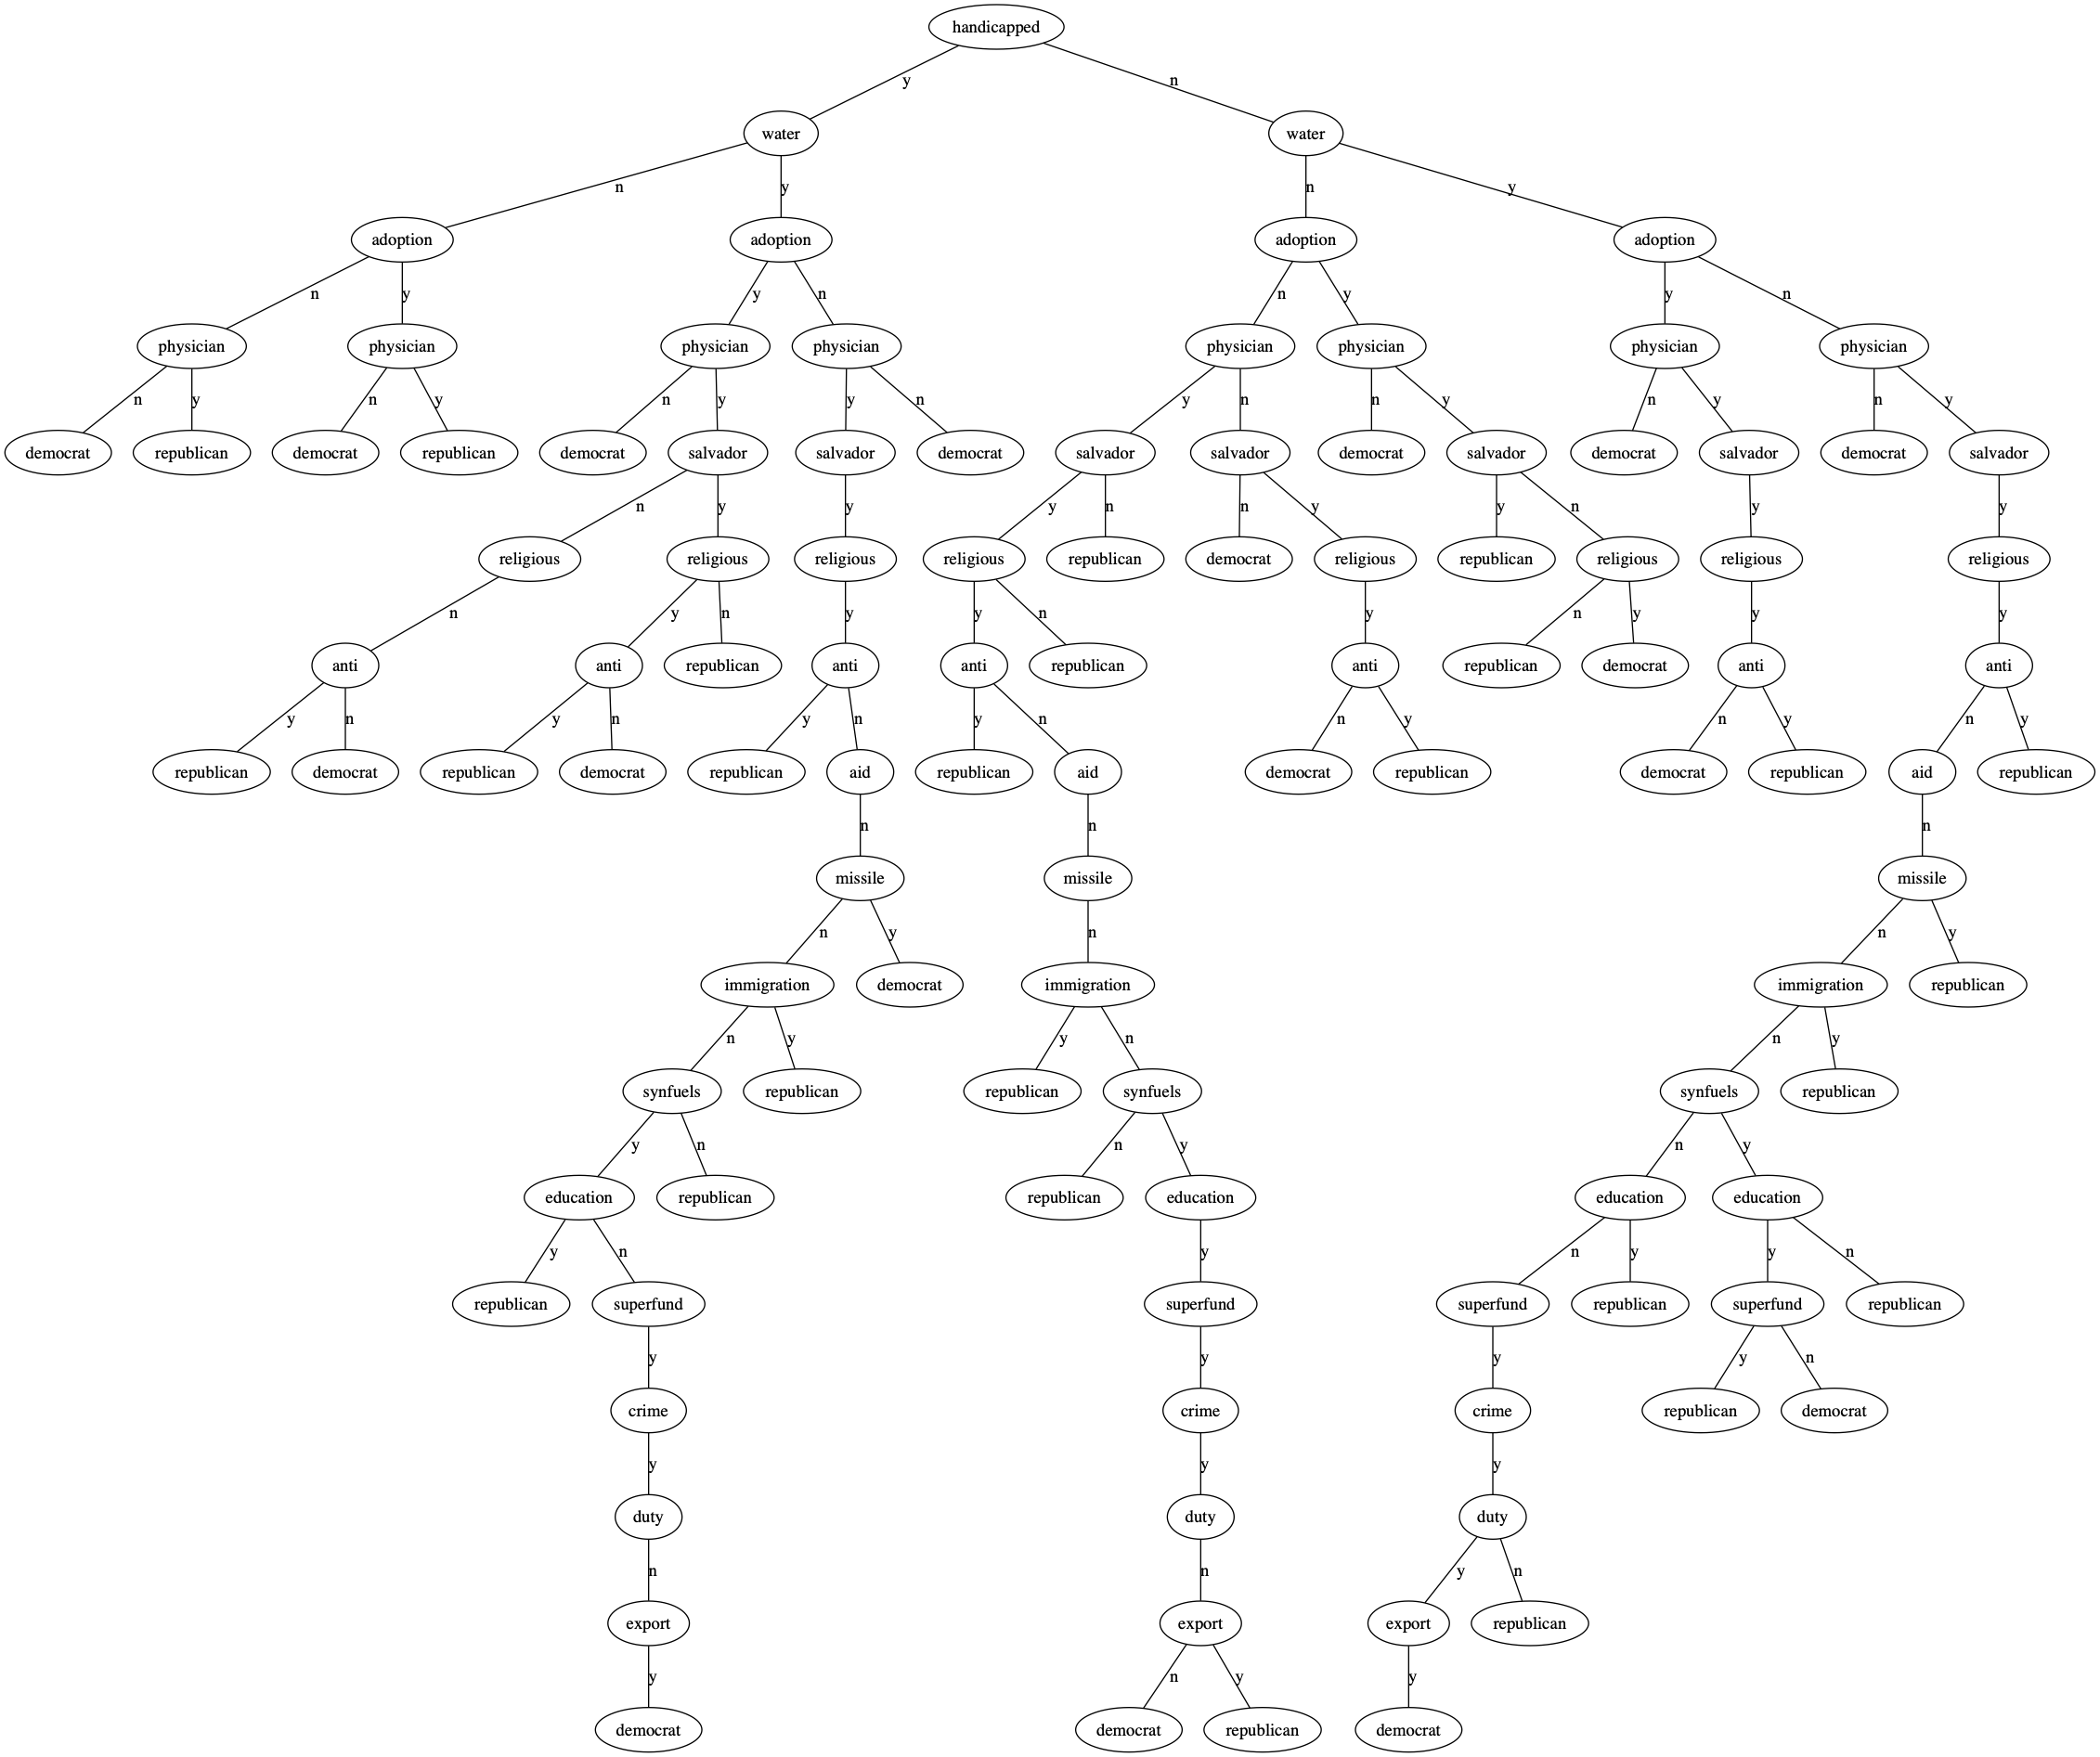 handicapped
y n
water water
n y n y
adoption adoption adoption adoption
n y y n n y y n
physician physician physician physician physician physician physician physician
n y n y n y y n y n n y n y n y
democrat republican democrat republican democrat salvador salvador democrat salvador salvador democrat salvador democrat salvador democrat salvador
n y y y n n y y n y y
religious religious religious religious republican democrat religious republican religious religious religious
n y n y y n y n y y y
anti anti republican anti anti republican anti republican democrat anti anti
y n y n y n y n n y n y n y
republican democrat republican democrat republican aid republican aid democrat republican democrat republican aid republican
n n n
missile missile missile
n y n n y
immigration democrat immigration immigration republican
n y y n n y
synfuels republican republican synfuels synfuels republican
y n n y n y
education republican republican education education education
y n y n y y n
republican superfund superfund superfund republican superfund republican
y y y y n
crime crime crime republican democrat
y y y
duty duty duty
n n y n
export export export republican
y n y y
democrat democrat republican democrat